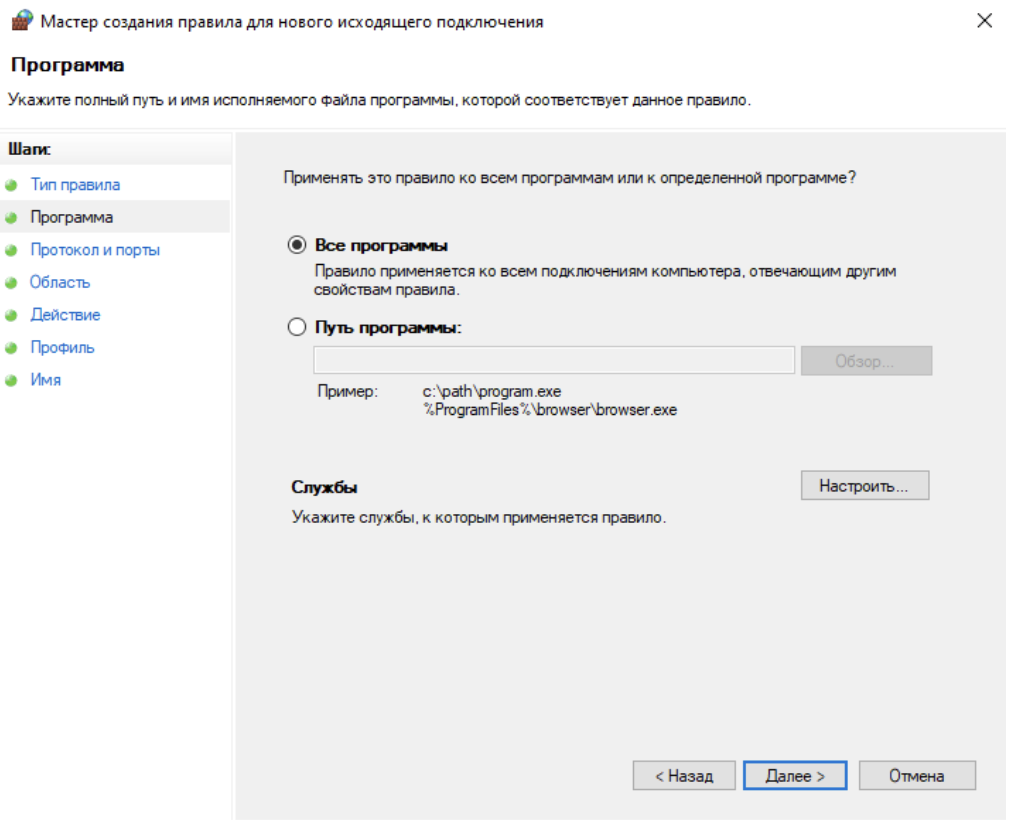 Мастер создания правила для нового исходящего подключения
Программа
Укажите полный путь и имя исполняемого файла программы, которой соответствует данное правило.
Шаги:
Тип правила
Программа
Протокол и порты
Область
Действие
Профиль
Имя
Применять это правило ко всем программам или к определенной программе?
Все программы
Правило применяется ко всем подключениям компьютера, отвечающим другим
свойствам правила.
Путь программы:
Обзор...
Пример: c:\path\program.exe
%ProgramFiles%\browser\browser.exe
Службы
Настроить...
Укажите службы, к которым применяется правило.
< Назад
Далее >
Отмена